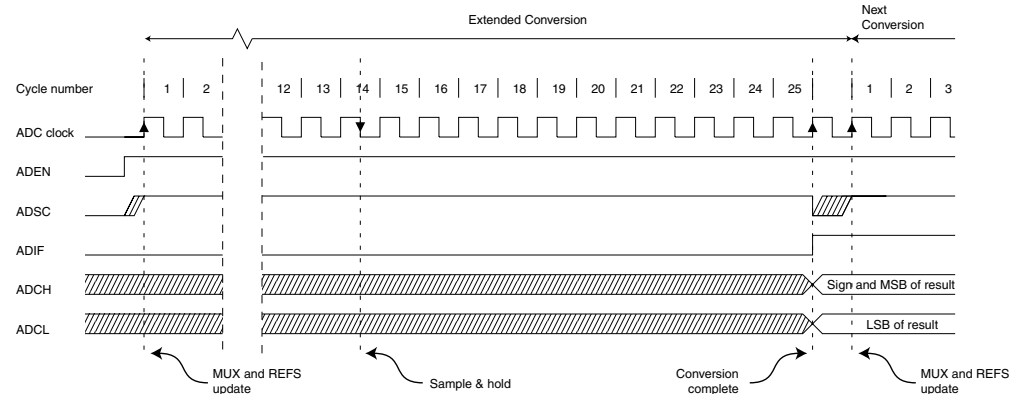 Extended Conversion
Next
Conversion
Cycle number 1 2 12 13 14 15 16 17 18 19 20 21 22 23 24 25 1 2 3
ADC clock
ADEN
ADSC
ADIF
ADCH Sign and MSB of result
ADCL LSB of result
MUX and REFS
update
Sample & hold
Conversion
complete
MUX and REFS
update